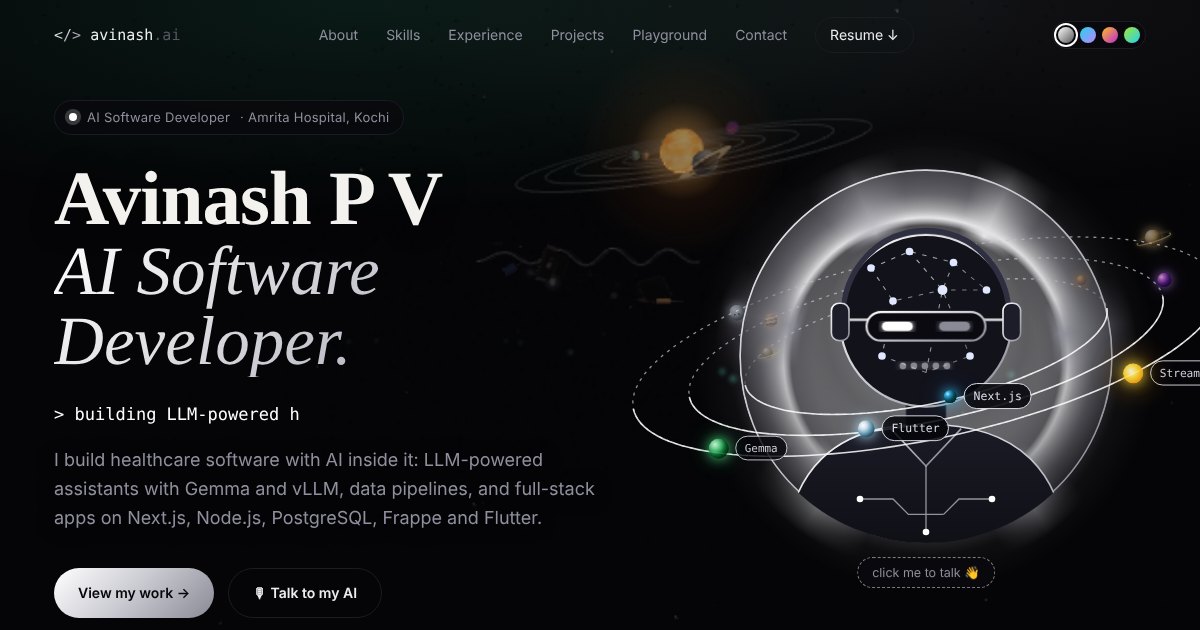 </> avinash.ai
About
Skills
Experience
Projects
Playground
Contact
Resume ↓
AI Software Developer · Amrita Hospital, Kochi
Avinash P V
AI Software
Developer.
> building LLM-powered h
I build healthcare software with AI inside it: LLM-powered
assistants with Gemma and vLLM, data pipelines, and full-stack
apps on Next.js, Node.js, PostgreSQL, Frappe and Flutter.
View my work →
🎙 Talk to my AI
Stream
Next.js
Flutter
Gemma
click me to talk 👋